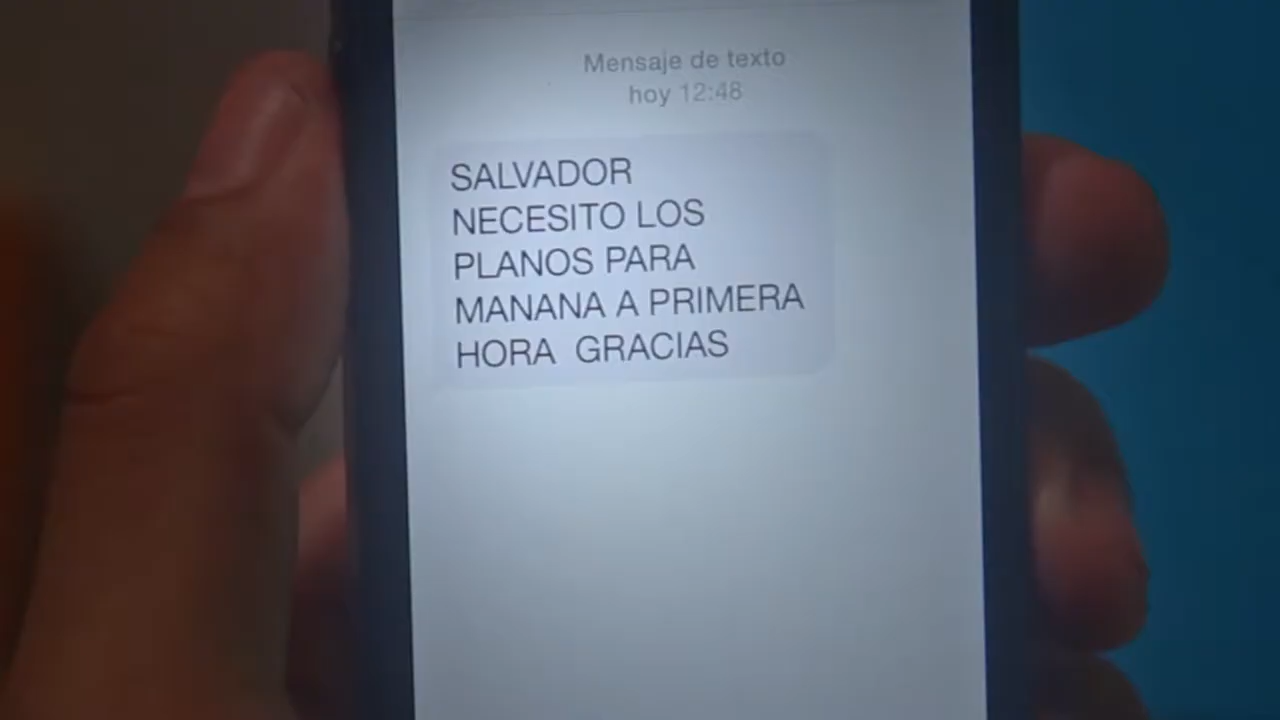 Mensaje de texto
hoy 12:48
SALVADOR
NECESITO LOS
PLANOS PARA
MANANA A PRIMERA
HORA  GRACIAS